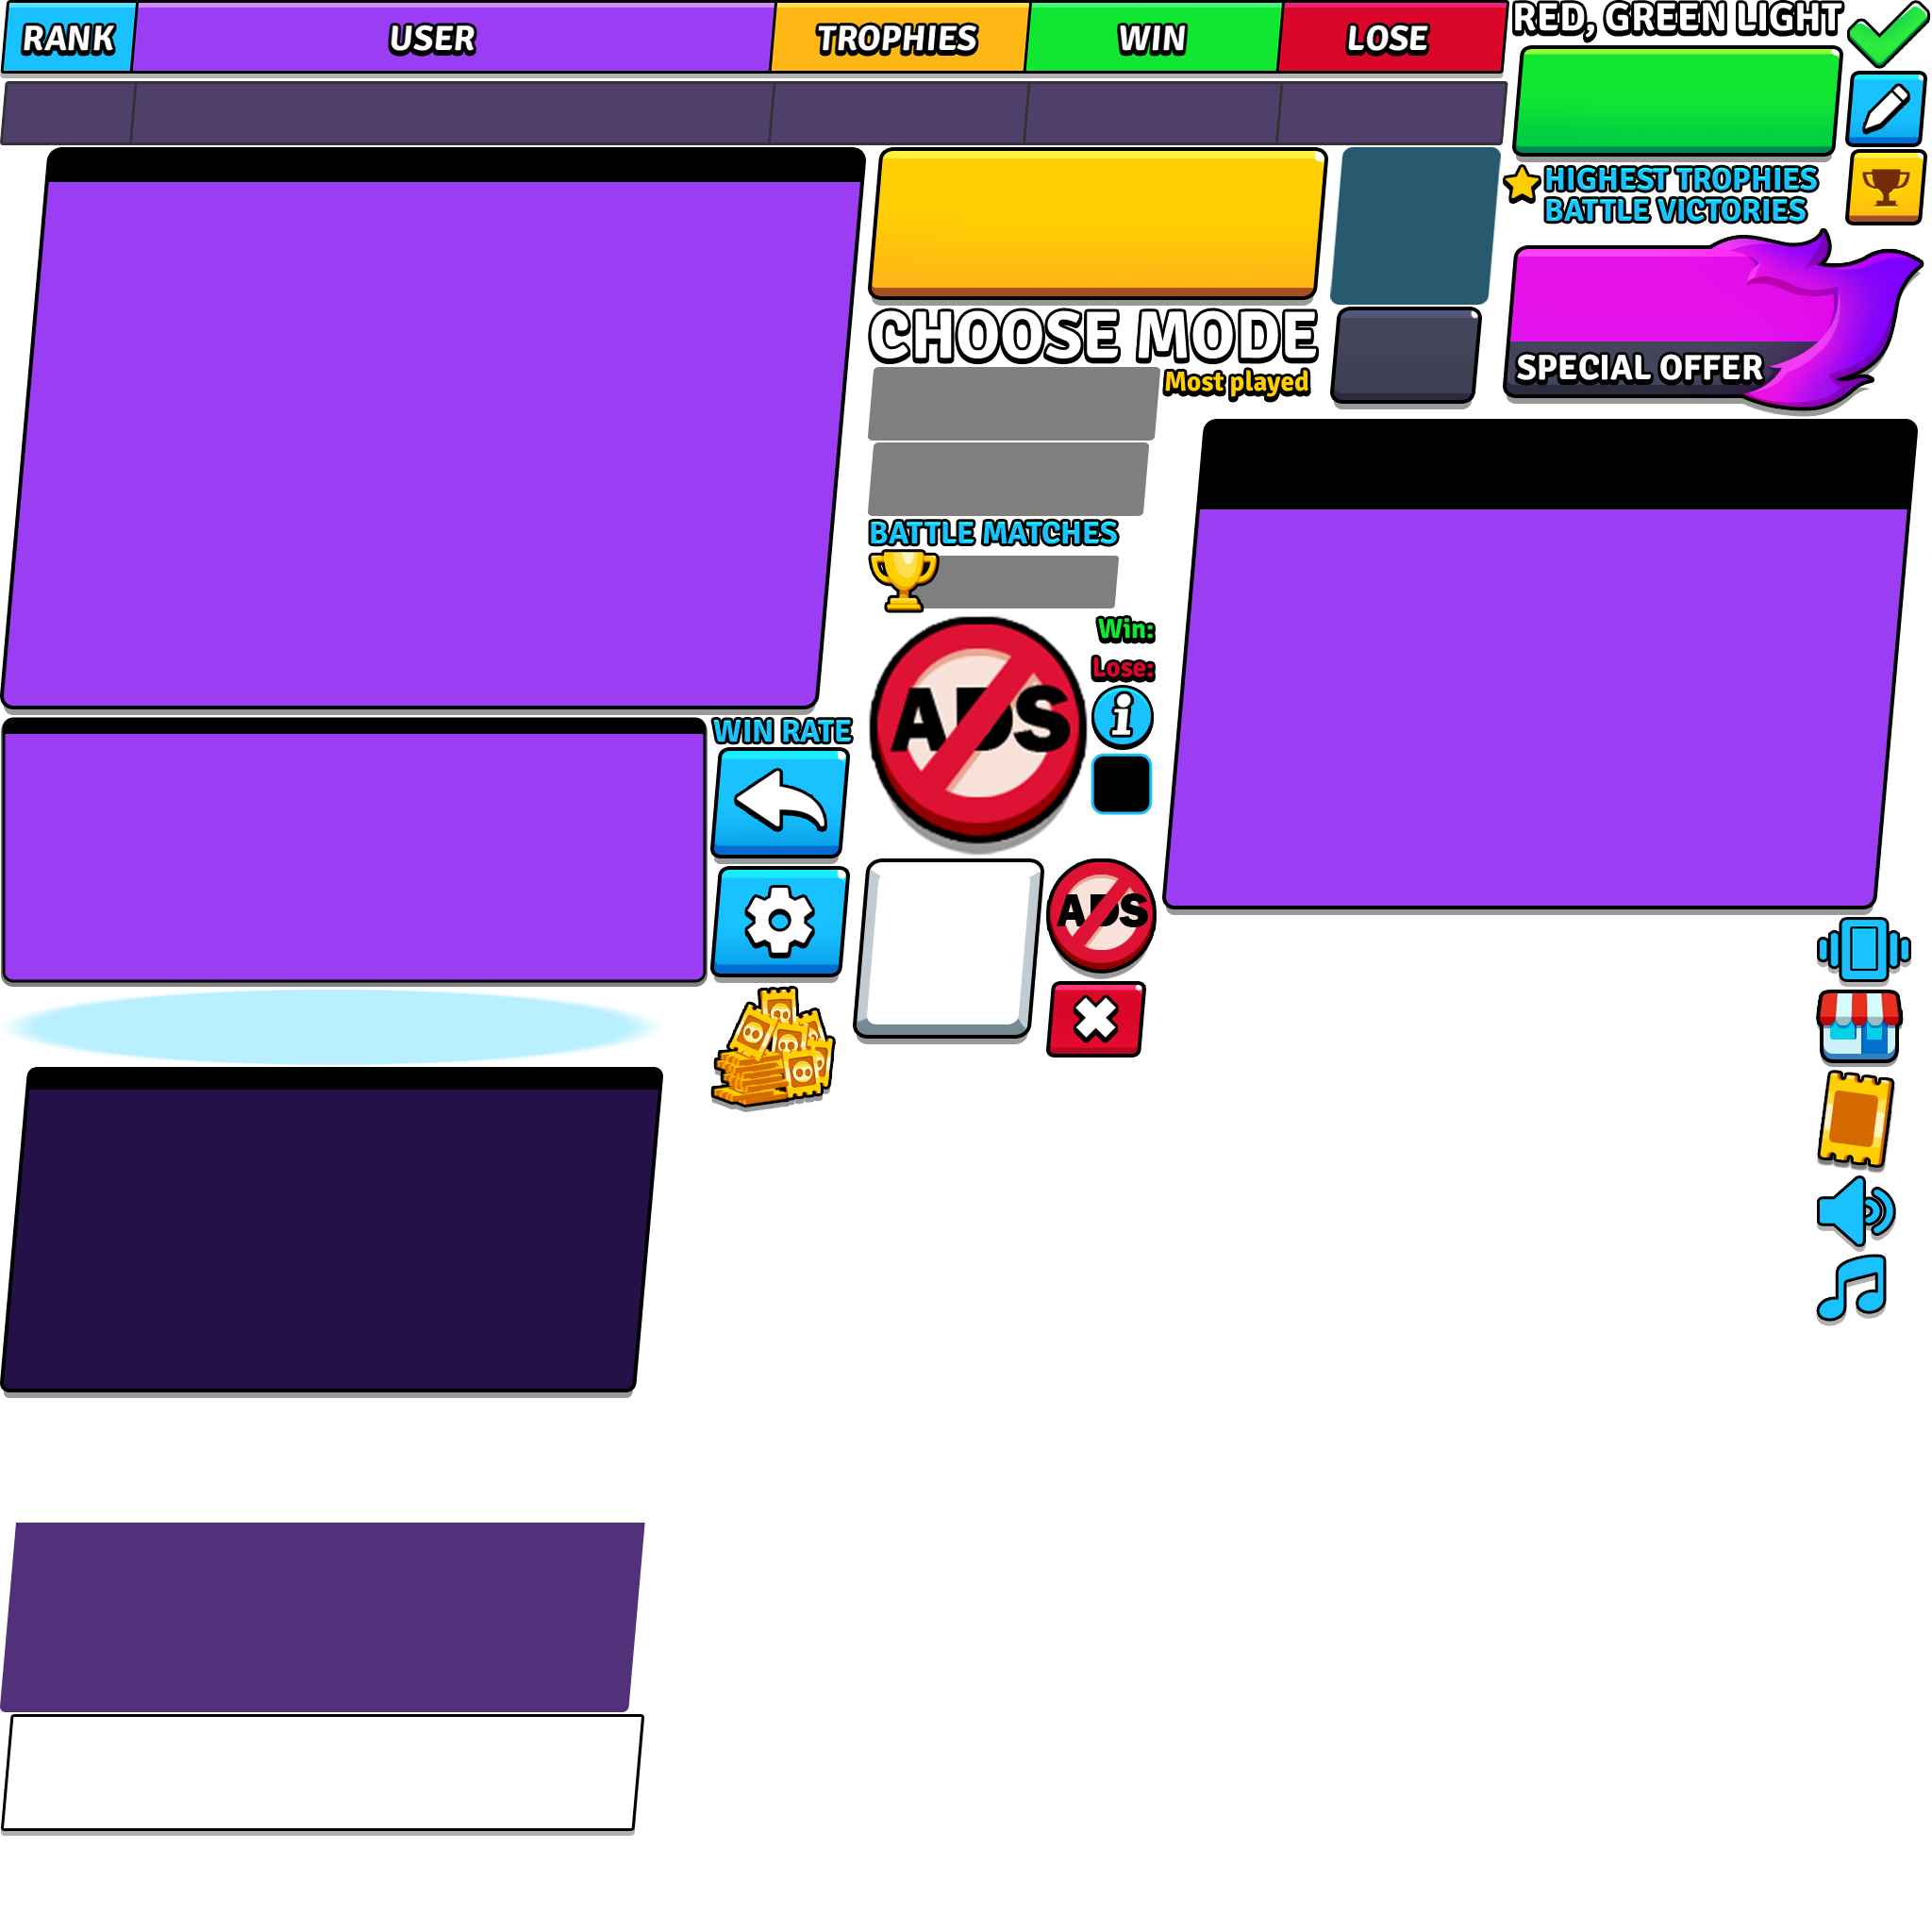 RANK USER TROPHIES WIN LOSE
RED, GREEN LIGHT
HIGHEST TROPHIES
BATTLE VICTORIES
CHOOSE MODE
Most played
SPECIAL OFFER
BATTLE MATCHES
Win:
Lose:
i
WIN RATE
ADS
ADS